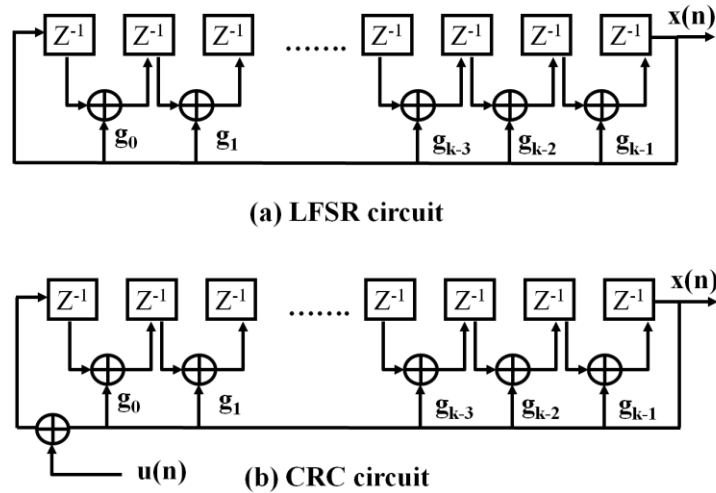 x(n)
Z⁻¹ Z⁻¹ Z⁻¹ ....... Z⁻¹ Z⁻¹ Z⁻¹ Z⁻¹
g₀ g₁ gₖ₋₃ gₖ₋₂ gₖ₋₁
(a) LFSR circuit
x(n)
Z⁻¹ Z⁻¹ Z⁻¹ ....... Z⁻¹ Z⁻¹ Z⁻¹ Z⁻¹
g₀ g₁ gₖ₋₃ gₖ₋₂ gₖ₋₁
u(n)
(b) CRC circuit